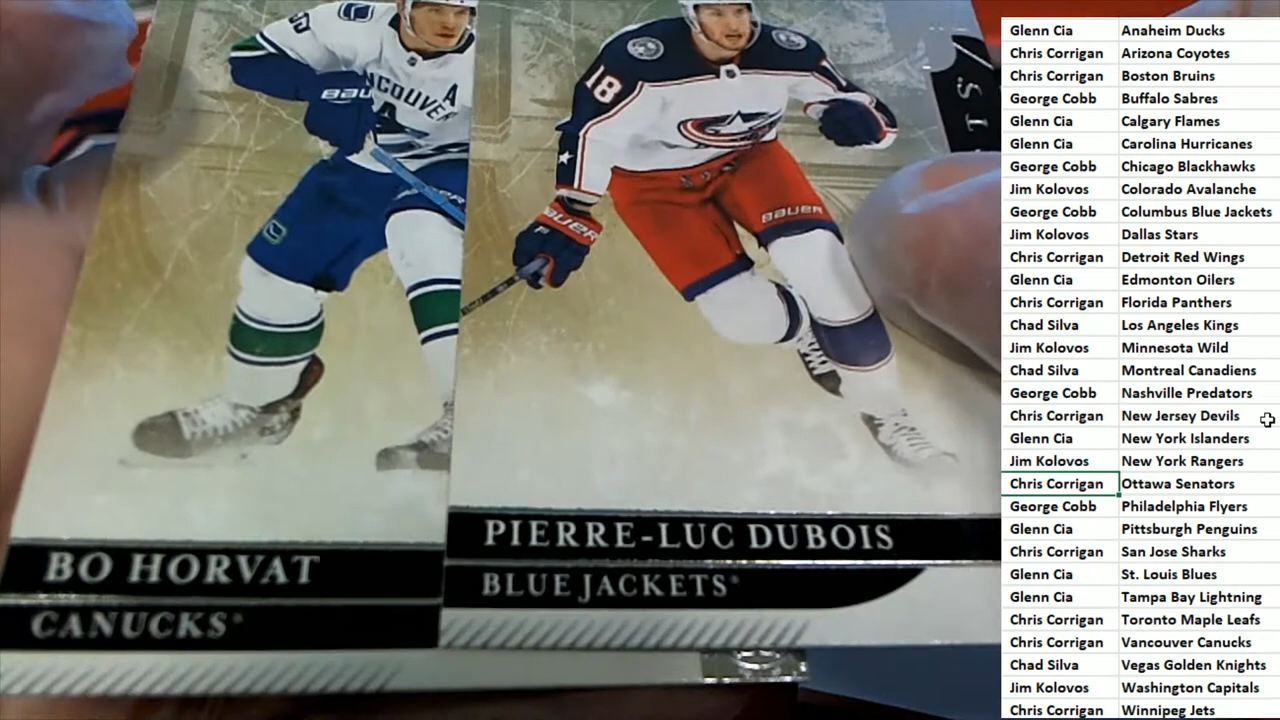 BAUER
VANCOUVER
A
18
BAUER
BAUER
BO HORVAT
CANUCKS
PIERRE-LUC DUBOIS
BLUE JACKETS
Glenn Cia Anaheim Ducks
Chris Corrigan Arizona Coyotes
Chris Corrigan Boston Bruins
George Cobb Buffalo Sabres
Glenn Cia Calgary Flames
Glenn Cia Carolina Hurricanes
George Cobb Chicago Blackhawks
Jim Kolovos Colorado Avalanche
George Cobb Columbus Blue Jackets
Jim Kolovos Dallas Stars
Chris Corrigan Detroit Red Wings
Glenn Cia Edmonton Oilers
Chris Corrigan Florida Panthers
Chad Silva Los Angeles Kings
Jim Kolovos Minnesota Wild
Chad Silva Montreal Canadiens
George Cobb Nashville Predators
Chris Corrigan New Jersey Devils
Glenn Cia New York Islanders
Jim Kolovos New York Rangers
Chris Corrigan Ottawa Senators
George Cobb Philadelphia Flyers
Glenn Cia Pittsburgh Penguins
Chris Corrigan San Jose Sharks
Glenn Cia St. Louis Blues
Glenn Cia Tampa Bay Lightning
Chris Corrigan Toronto Maple Leafs
Chris Corrigan Vancouver Canucks
Chad Silva Vegas Golden Knights
Jim Kolovos Washington Capitals
Chris Corrigan Winnipeg Jets